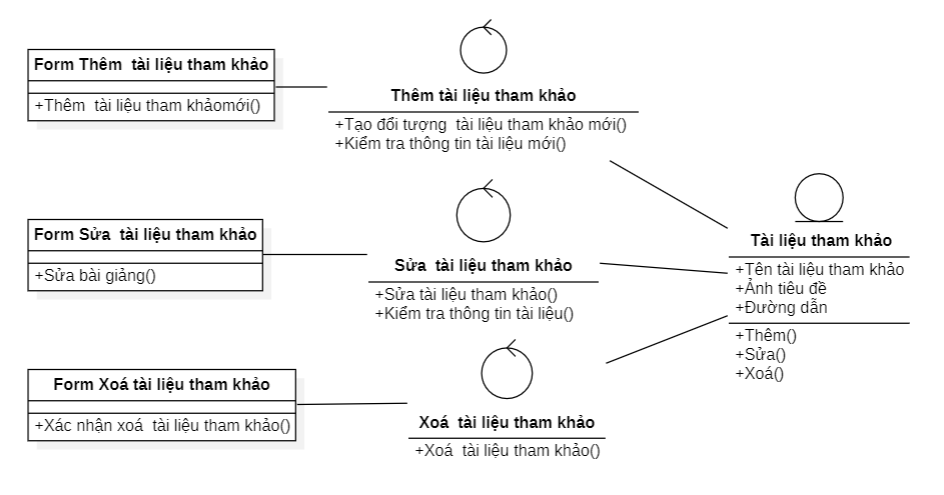 Form Thêm  tài liệu tham khảo
+Thêm  tài liệu tham khảomới()
Thêm tài liệu tham khảo
+Tạo đối tượng  tài liệu tham khảo mới()
+Kiểm tra thông tin tài liệu mới()
Form Sửa  tài liệu tham khảo
+Sửa bài giảng()
Sửa  tài liệu tham khảo
+Sửa tài liệu tham khảo()
+Kiểm tra thông tin tài liệu()
Tài liệu tham khảo
+Tên tài liệu tham khảo
+Ảnh tiêu đề
+Đường dẫn
+Thêm()
+Sửa()
+Xoá()
Form Xoá tài liệu tham khảo
+Xác nhận xoá  tài liệu tham khảo()
Xoá  tài liệu tham khảo
+Xoá  tài liệu tham khảo()